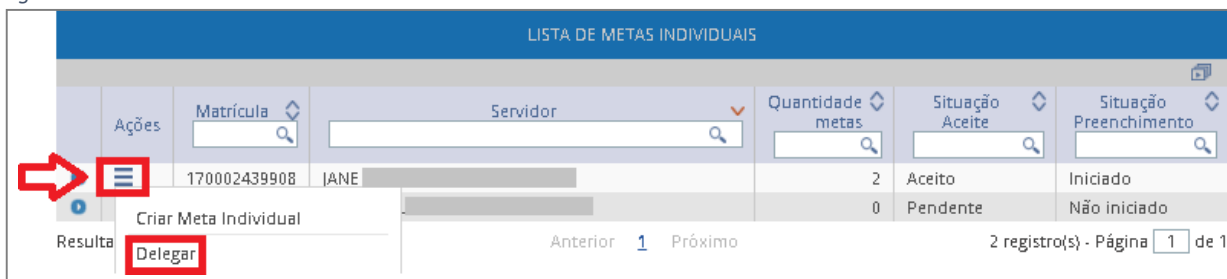 LISTA DE METAS INDIVIDUAIS
Ações Matrícula Servidor Quantidade metas Situação Aceite Situação Preenchimento
170002439908 JANE 2 Aceito Iniciado
0 Pendente Não iniciado
Criar Meta Individual
Resulta Anterior 1 Próximo 2 registro(s) - Página 1 de 1
Delegar